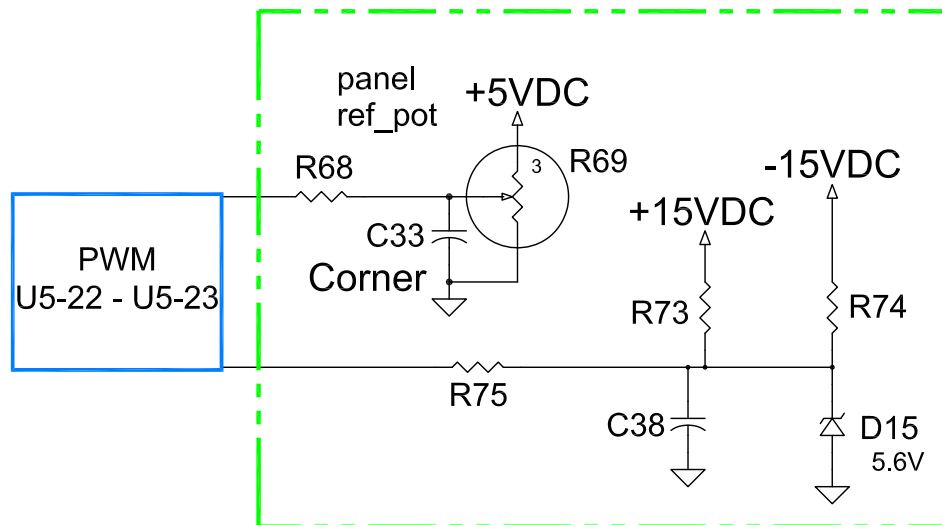 panel
ref_pot
+5VDC
3
R69
R68
-15VDC
+15VDC
C33
PWM
U5-22 - U5-23
Corner
R73
R74
R75
C38
D15
5.6V